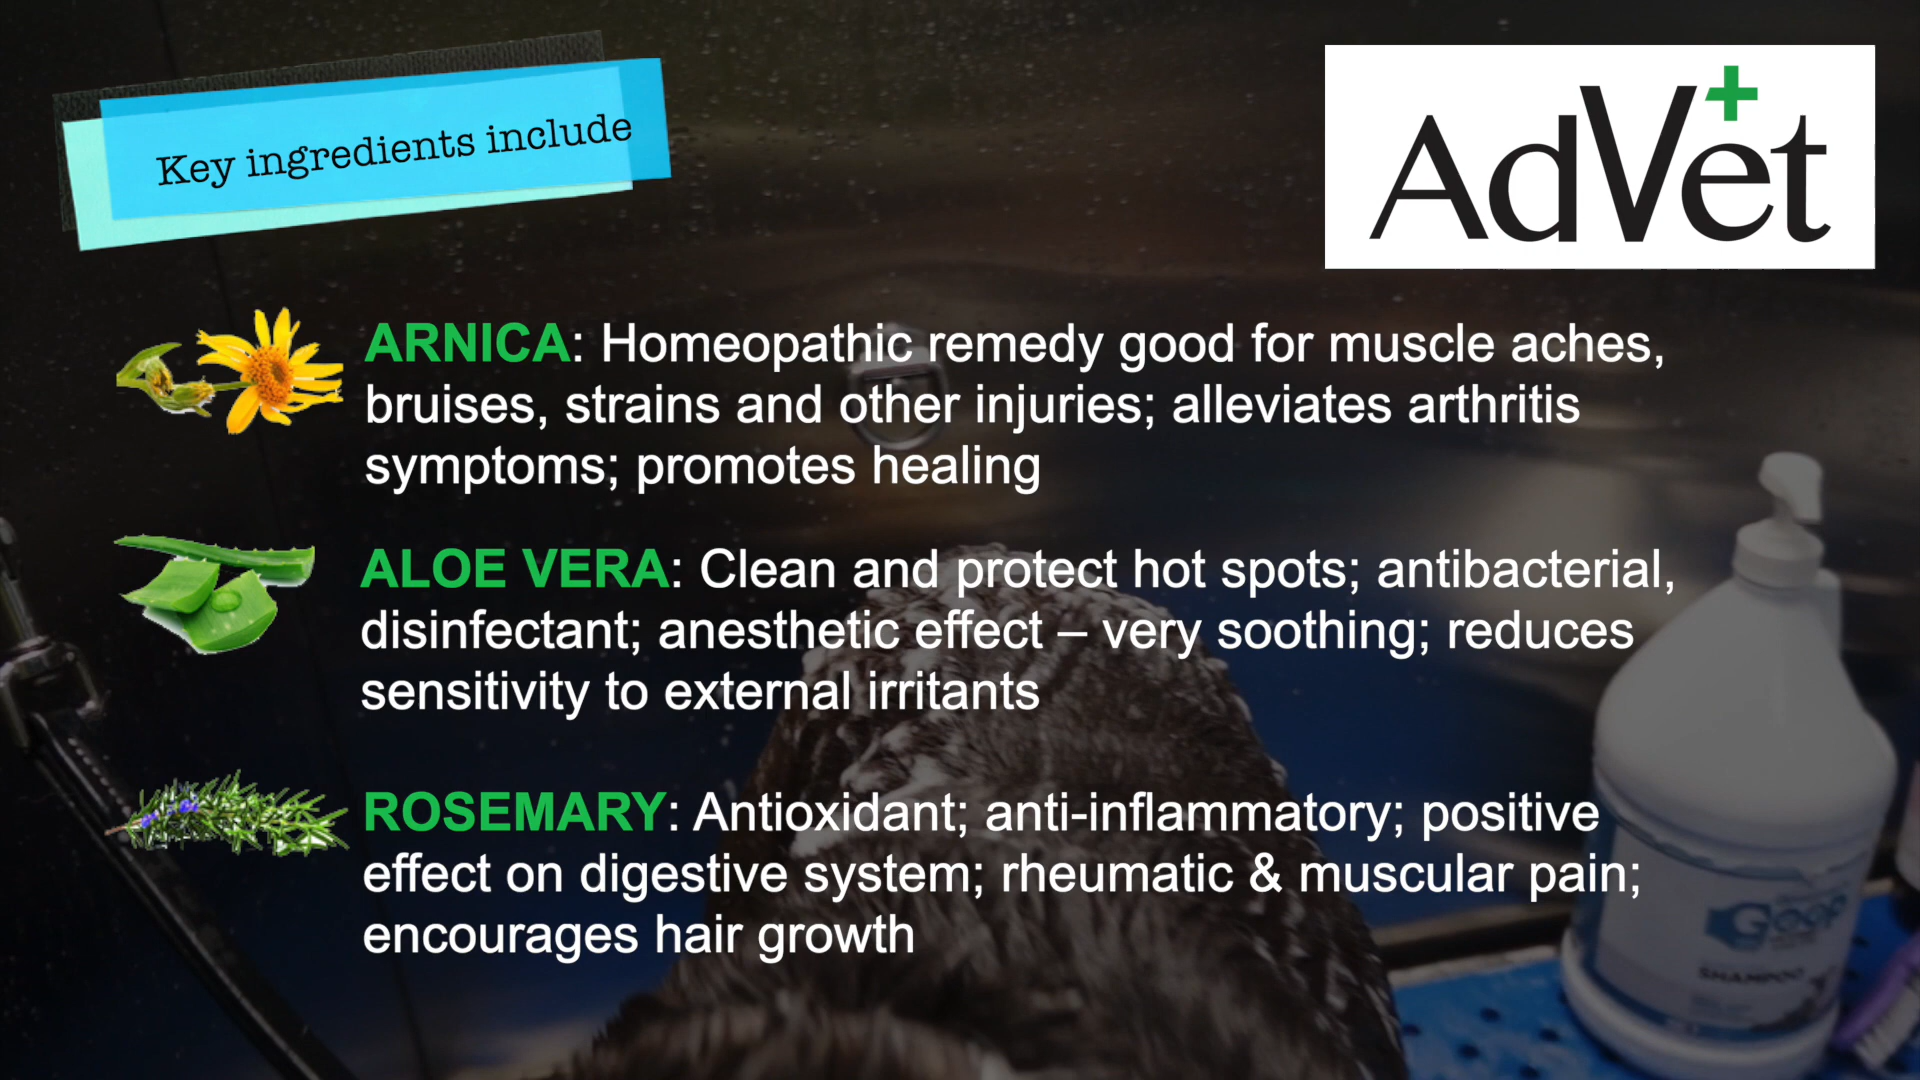 Key ingredients include
AdVet
ARNICA: Homeopathic remedy good for muscle aches,
bruises, strains and other injuries; alleviates arthritis
symptoms; promotes healing
ALOE VERA: Clean and protect hot spots; antibacterial,
disinfectant; anesthetic effect – very soothing; reduces
sensitivity to external irritants
ROSEMARY: Antioxidant; anti-inflammatory; positive
effect on digestive system; rheumatic & muscular pain;
encourages hair growth
Goop
SHAMPOO